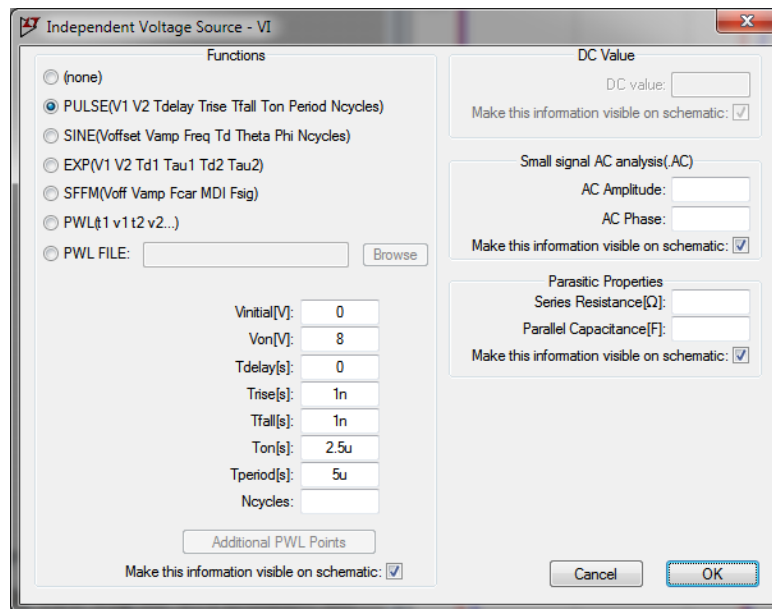 Independent Voltage Source - VI
Functions
(none)
PULSE(V1 V2 Tdelay Trise Tfall Ton Period Ncycles)
SINE(Voffset Vamp Freq Td Theta Phi Ncycles)
EXP(V1 V2 Td1 Tau1 Td2 Tau2)
SFFM(Voff Vamp Fcar MDI Fsig)
PWL(t1 v1 t2 v2...)
PWL FILE: Browse
Vinitial[V]: 0
Von[V]: 8
Tdelay[s]: 0
Trise[s]: 1n
Tfall[s]: 1n
Ton[s]: 2.5u
Tperiod[s]: 5u
Ncycles:
Additional PWL Points
Make this information visible on schematic:
DC Value
DC value:
Make this information visible on schematic:
Small signal AC analysis(.AC)
AC Amplitude:
AC Phase:
Make this information visible on schematic:
Parasitic Properties
Series Resistance[Ω]:
Parallel Capacitance[F]:
Make this information visible on schematic:
Cancel OK